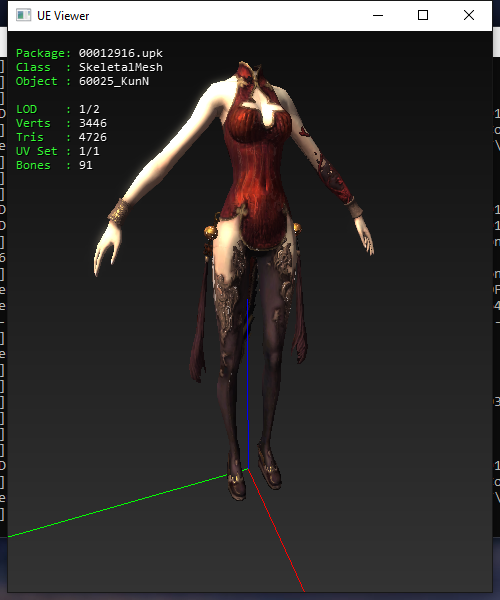 UE Viewer
Package: 00012916.upk
Class : SkeletalMesh
Object : 60025_KunN
LOD : 1/2
Verts : 3446
Tris : 4726
UV Set : 1/1
Bones : 91